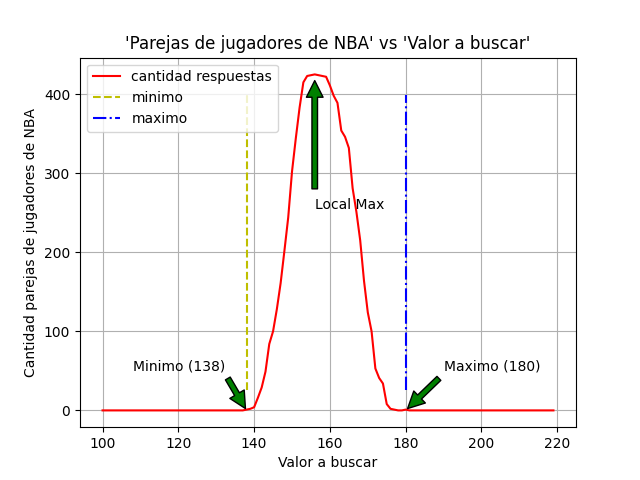 'Parejas de jugadores de NBA' vs 'Valor a buscar'
cantidad respuestas
minimo
maximo
Local Max
Minimo (138)
Maximo (180)
Cantidad parejas de jugadores de NBA
400
300
200
100
0
100 120 140 160 180 200 220
Valor a buscar